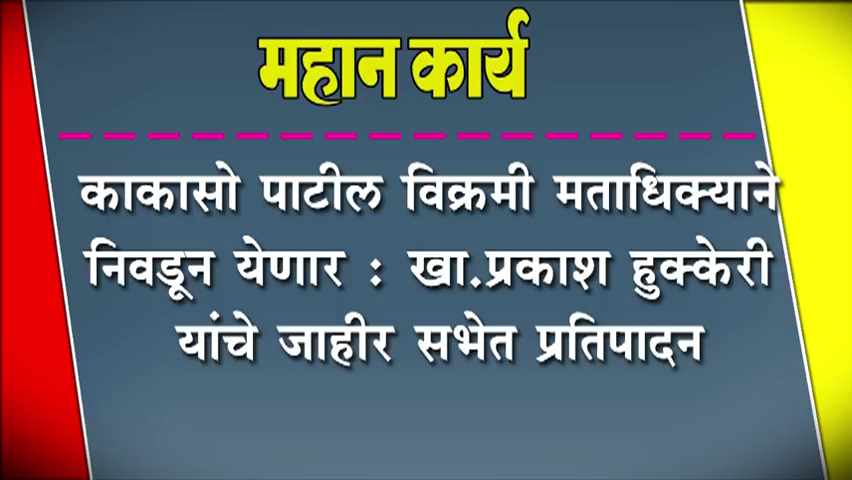 महान कार्य
काकासो पाटील विक्रमी मताधिक्याने
निवडून येणार : खा.प्रकाश हुक्केरी
यांचे जाहीर सभेत प्रतिपादन